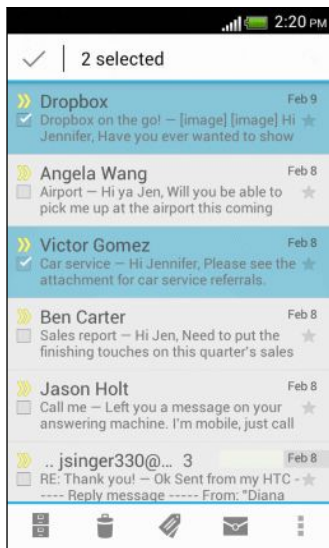 2:20 PM
2 selected
Dropbox
Feb 9
Dropbox on the go! – [image] [image] Hi
Jennifer, Have you ever wanted to show
Angela Wang
Feb 8
Airport – Hi ya Jen, Will you be able to
pick me up at the airport this coming
Victor Gomez
Feb 8
Car service – Hi Jennifer, Please see the
attachment for car service referrals.
Ben Carter
Feb 8
Sales report – Hi Jen, Need to put the
finishing touches on this quarter's sales
Jason Holt
Feb 8
Call me – Left you a message on your
answering machine. I'm mobile, just call
.. jsinger330@... 3
Feb 8
RE: Thank you! – Ok Sent from my HTC -
---- Reply message ----- From: "Diana